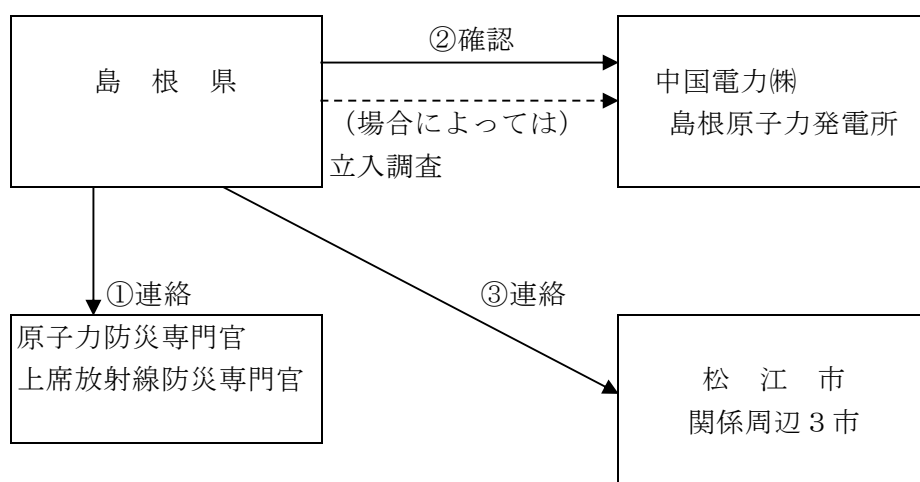 ②確認
島 根 県
中国電力㈱
島根原子力発電所
(場合によっては)
立入調査
①連絡
③連絡
原子力防災専門官
上席放射線防災専門官
松 江 市
関係周辺3市